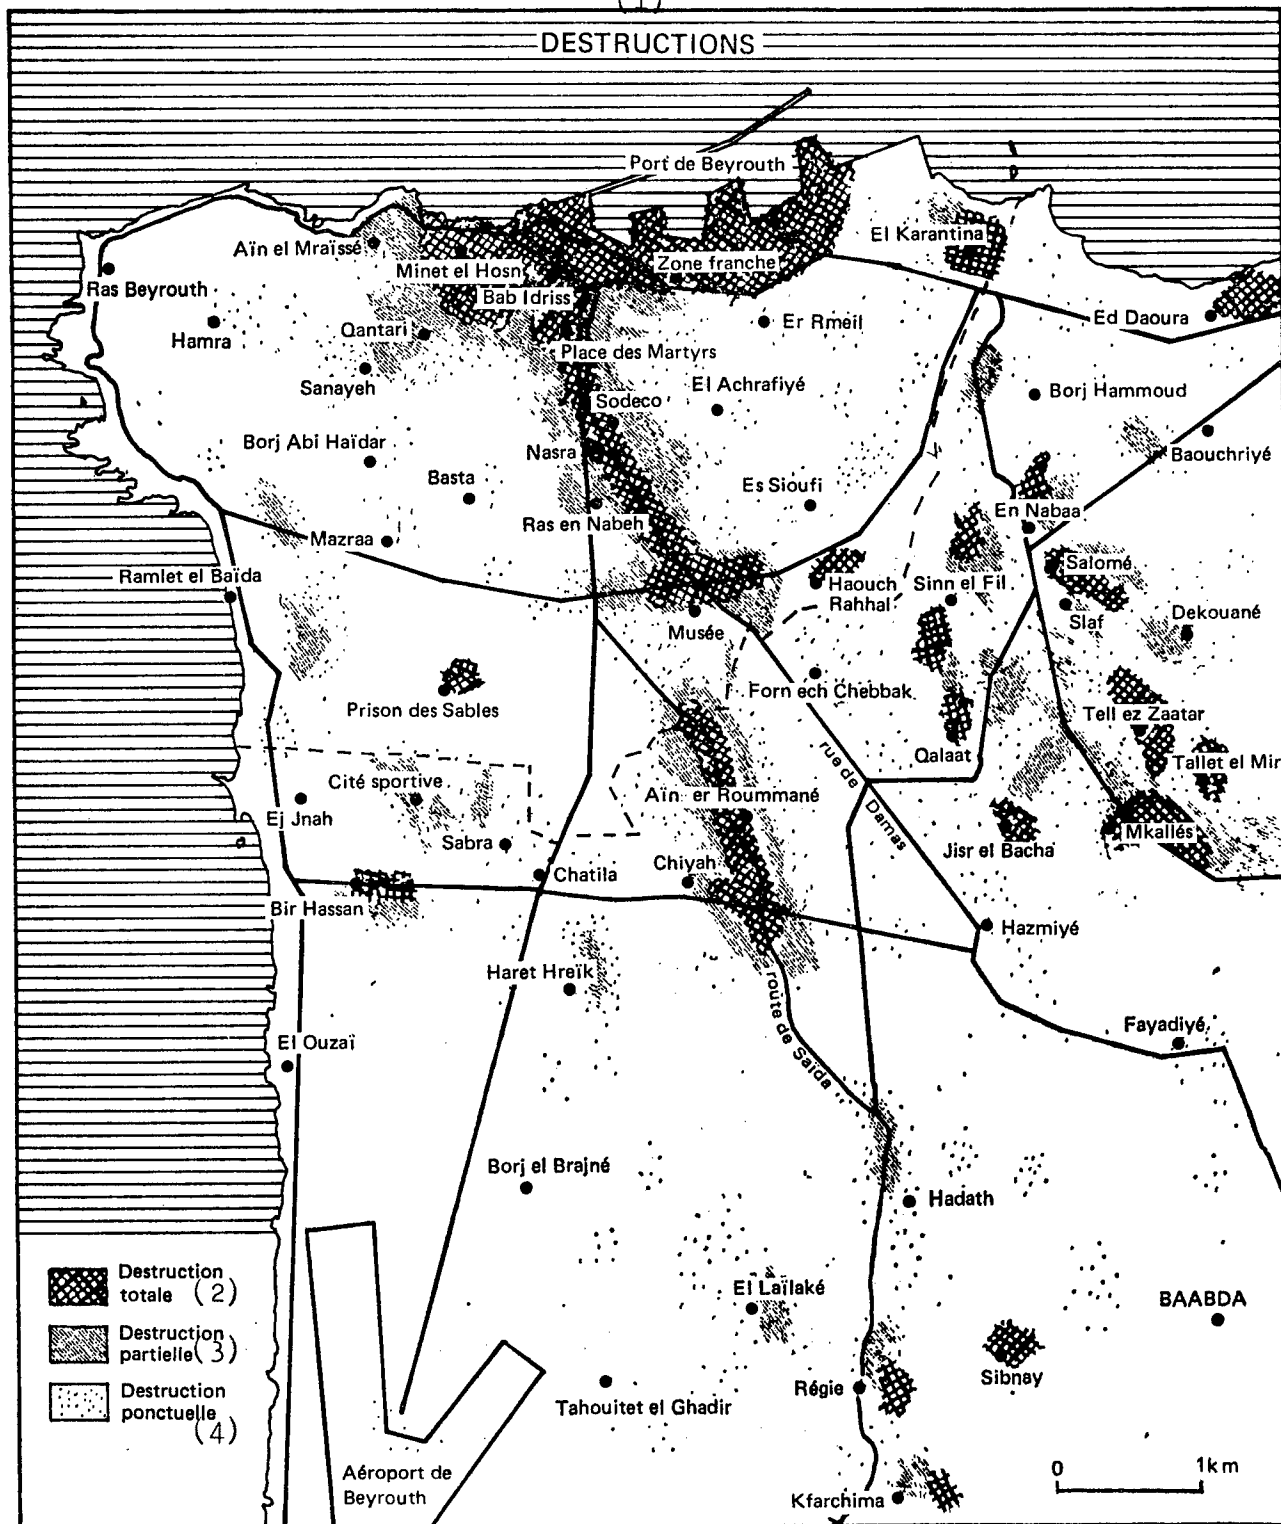 (1)
DESTRUCTIONS
Port de Beyrouth
El Karantina
Aïn el Mraïssé
Minet el Hosn
Zone franche
Ras Beyrouth
Bab Idriss
Hamra
Qantari
Er Rmeil
Ed Daoura
Place des Martyrs
Sanayeh
El Achrafiyé
Sodeco
Borj Hammoud
Borj Abi Haïdar
Nasra
Baouchriyé
Basta
Es Sioufi
En Nabaa
Ras en Nabeh
Mazraa
Salomé
Ramlet el Baïda
Haouch
Rahhal
Sinn el Fil
Slaf
Dekouané
Musée
Forn ech Chebbak
Prison des Sables
Tell ez Zaatar
Qalaat
Tallet el Mir
rue de Damas
Cité sportive
Aïn er Roummané
Ej Jnah
Sabra
Mkallés
Jisr el Bacha
Chiyah
Chatila
Bir Hassan
Hazmiyé
Haret Hreïk
route de Saïda
Fayadiyé
El Ouzaï
Borj el Brajné
Hadath
El Laïlaké
BAABDA
Sibnay
Régie
Tahouitet el Ghadir
Aéroport de
Beyrouth
Kfarchima
Destruction
totale (2)
Destruction
partielle (3)
Destruction
ponctuelle
(4)
0 1km